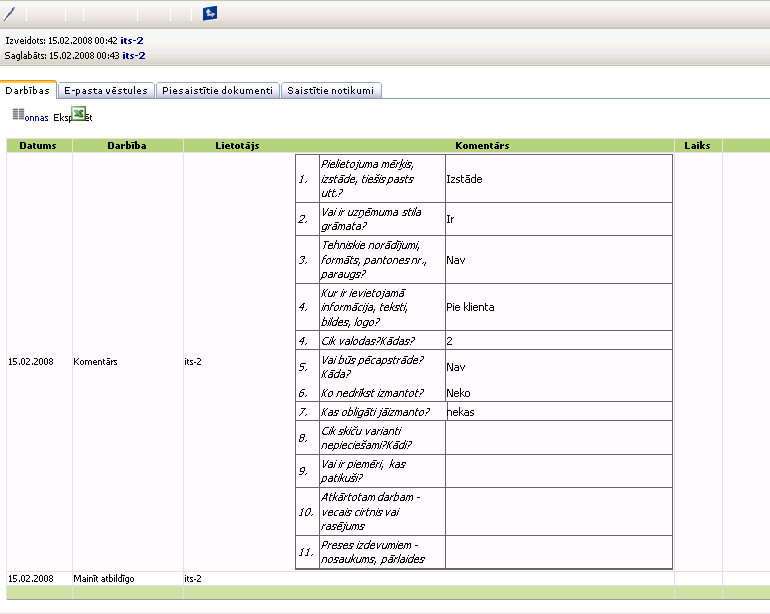 Izveidots: 15.02.2008 00:42 its-2
Saglabāts: 15.02.2008 00:43 its-2
Darbības E-pasta vēstules Piesaistītie dokumenti Saistītie notikumi
onnas Eksp t
Datums Darbība Lietotājs Komentārs Laiks
1. Pielietojuma mērķis,
izstāde, tiešis pasts
utt.?
Izstāde
2. Vai ir uzņēmuma stila
grāmata?
Ir
3. Tehniskie norādījumi,
formāts, pantones nr.,
paraugs?
Nav
4. Kur ir ievietojamā
informācija, teksti,
bildes, logo?
Pie klienta
4. Cik valodas?Kādas? 2
15.02.2008 Komentārs its-2
5. Vai būs pēcapstrāde?
Kāda?
Nav
6. Ko nedrīkst izmantot? Neko
7. Kas obligāti jāizmanto? nekas
8. Cik skiču varianti
nepieciešami?Kādi?
9. Vai ir piemēri, kas
patikuši?
10. Atkārtotam darbam -
vecais cirtnis vai
rasējums
11. Preses izdevumiem -
nosaukums, pārlaides
15.02.2008 Mainīt atbildīgo its-2